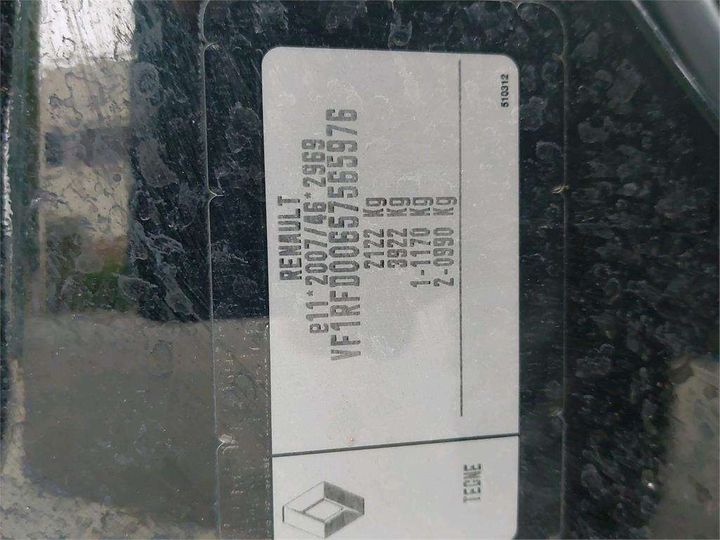 RENAULT
e11*2007/46*2969
VF1RFD00657565976
2122 Kg
3922 Kg
1-1170 Kg
2-0990 Kg
510312
TECNE